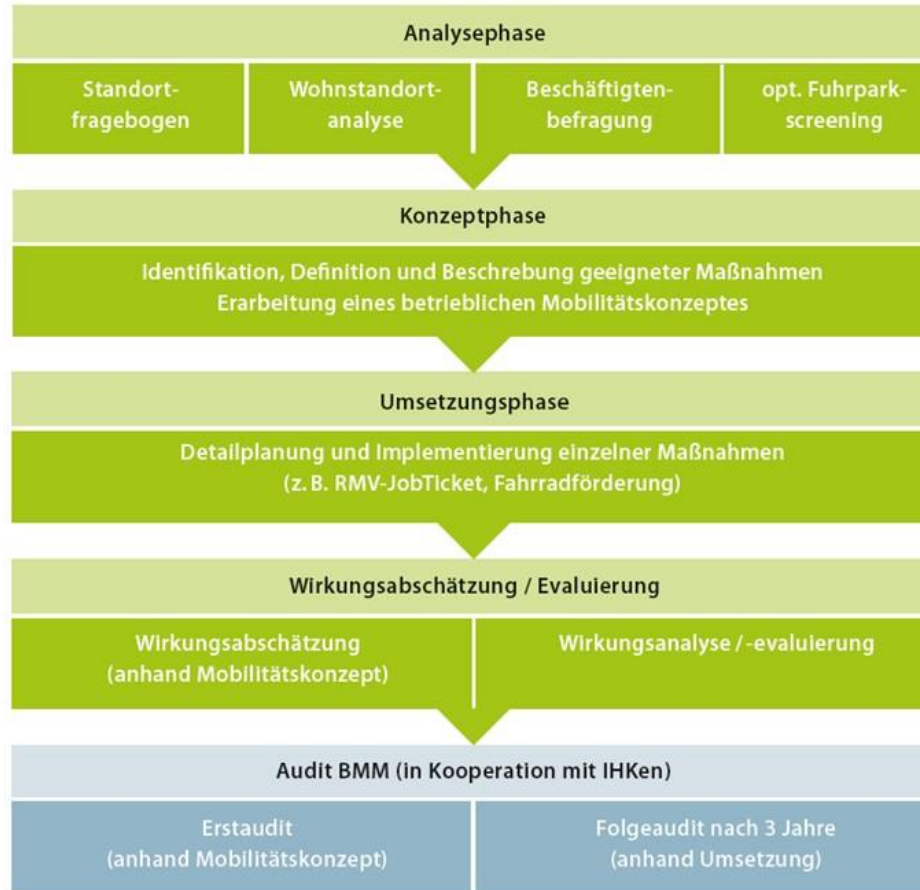 Analysephase
Standort-
fragebogen
Wohnstandort-
analyse
Beschäftigten-
befragung
opt. Fuhrpark-
screening
Konzeptphase
Identifikation, Definition und Beschrebung geeigneter Maßnahmen
Erarbeitung eines betrieblichen Mobilitätskonzeptes
Umsetzungsphase
Detailplanung und Implementierung einzelner Maßnahmen
(z. B. RMV-JobTicket, Fahrradförderung)
Wirkungsabschätzung / Evaluierung
Wirkungsabschätzung
(anhand Mobilitätskonzept)
Wirkungsanalyse /-evaluierung
Audit BMM (in Kooperation mit IHKen)
Erstaudit
(anhand Mobilitätskonzept)
Folgeaudit nach 3 Jahre
(anhand Umsetzung)